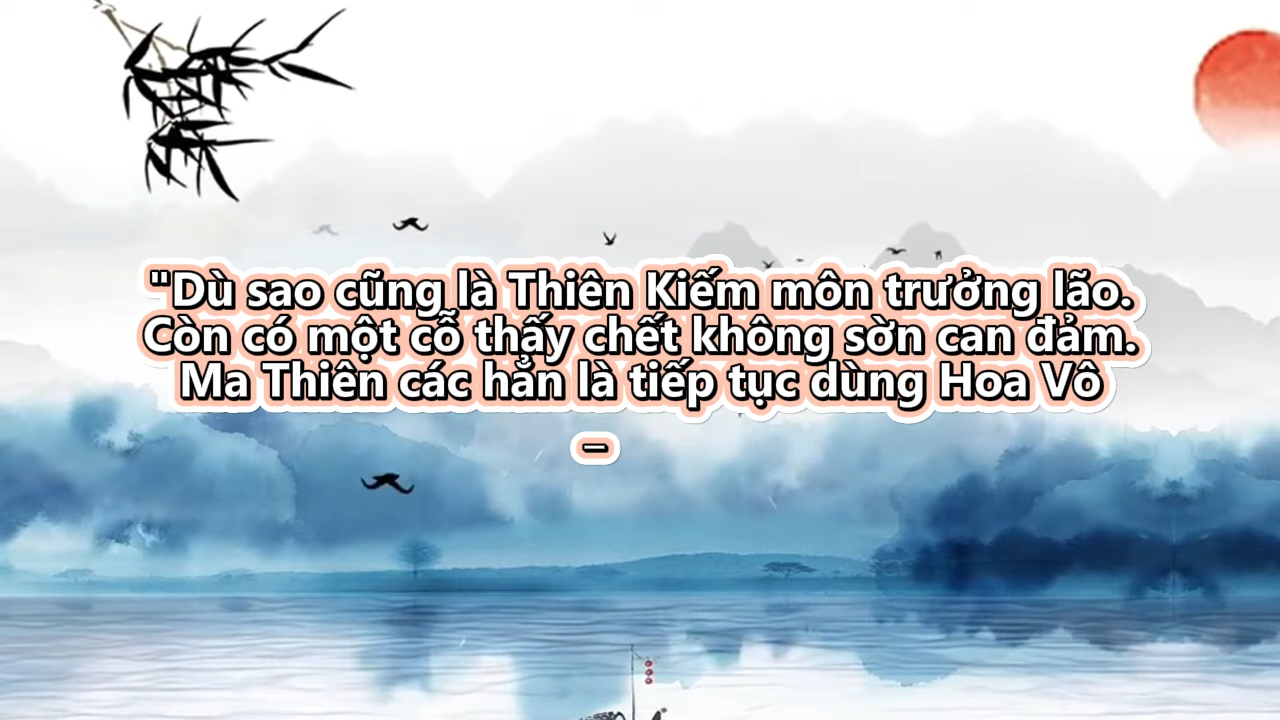 "Dù sao cũng là Thiên Kiếm môn trưởng lão.
Còn có một cỗ thấy chết không sờn can đảm.
Ma Thiên các hẳn là tiếp tục dùng Hoa Vô
–